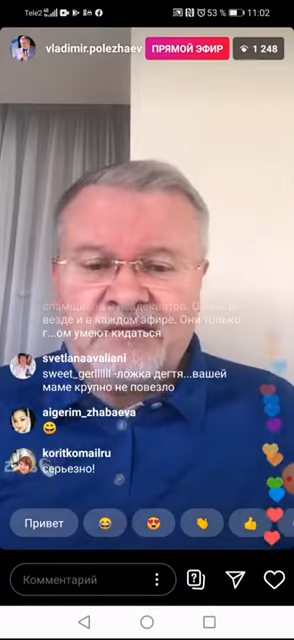 Tele2
53 %
11:02
vladimir.polezhaev ПРЯМОЙ ЭФИР 1 248
везде и в каждом эфире. Они только
г...ом умеют кидаться
svetlanaavaliani
sweet_gerllllll -ложка дегтя...вашей
маме крупно не повезло
aigerim_zhabaeva
😄
koritkomailru
серьезно!
Привет 😂 😍 👏 👍
Комментарий